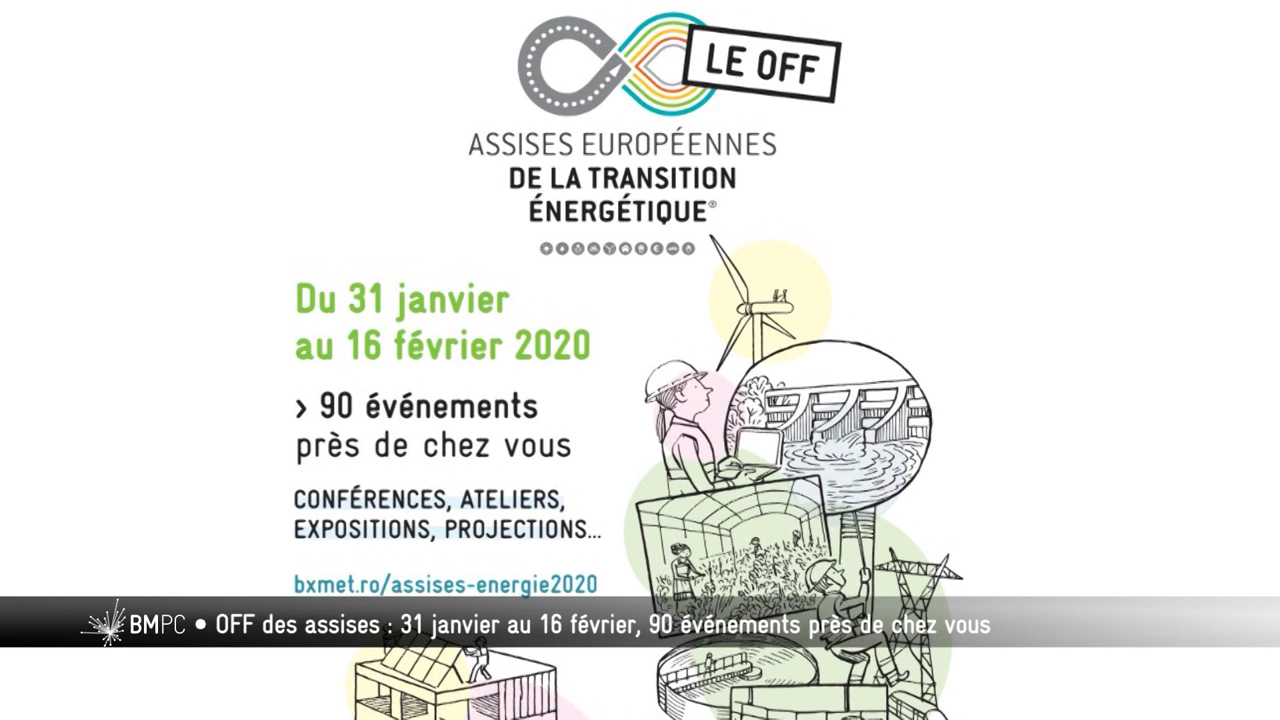 LE OFF
ASSISES EUROPÉENNES
DE LA TRANSITION
ÉNERGÉTIQUE®
Du 31 janvier
au 16 février 2020
› 90 événements
près de chez vous
CONFÉRENCES, ATELIERS,
EXPOSITIONS, PROJECTIONS...
bxmet.ro/assises-energie2020
BMPC • OFF des assises : 31 janvier au 16 février, 90 événements près de chez vous